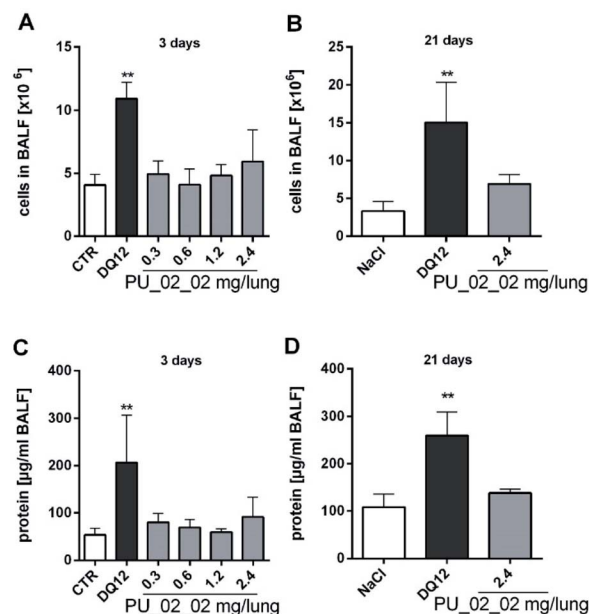 A
3 days
cells in BALF [x10 6]
15
10
5
0
**
CTR
DQ12
0.3
0.6
1.2
2.4
PU_02_02 mg/lung
B
21 days
cells in BALF [x10 6]
25
20
15
10
5
0
**
NaCl
DQ12
2.4
PU_02_02 mg/lung
C
3 days
protein [µg/ml BALF]
400
300
200
100
0
**
CTR
DQ12
0.3
0.6
1.2
2.4
PU_02_02 mg/lung
D
21 days
protein [µg/ml BALF]
400
300
200
100
0
**
NaCl
DQ12
2.4
PU_02_02 mg/lung